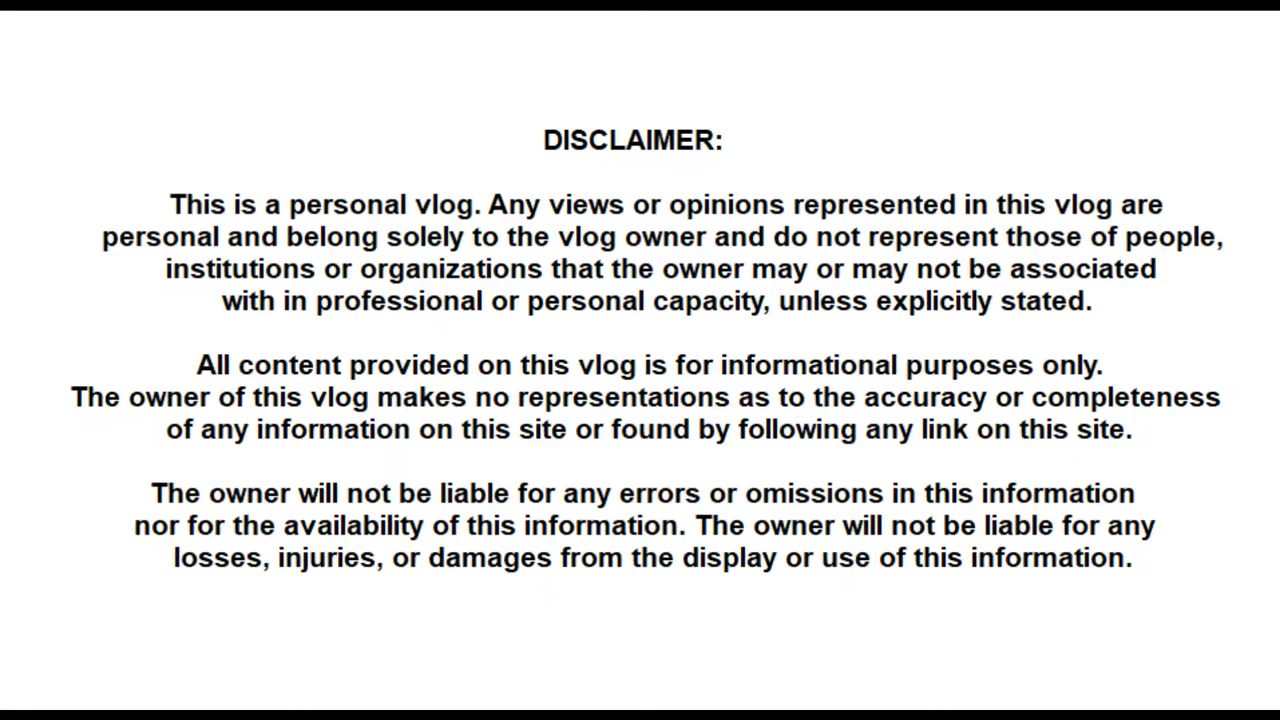 DISCLAIMER:
This is a personal vlog. Any views or opinions represented in this vlog are
personal and belong solely to the vlog owner and do not represent those of people,
institutions or organizations that the owner may or may not be associated
with in professional or personal capacity, unless explicitly stated.
All content provided on this vlog is for informational purposes only.
The owner of this vlog makes no representations as to the accuracy or completeness
of any information on this site or found by following any link on this site.
The owner will not be liable for any errors or omissions in this information
nor for the availability of this information. The owner will not be liable for any
losses, injuries, or damages from the display or use of this information.